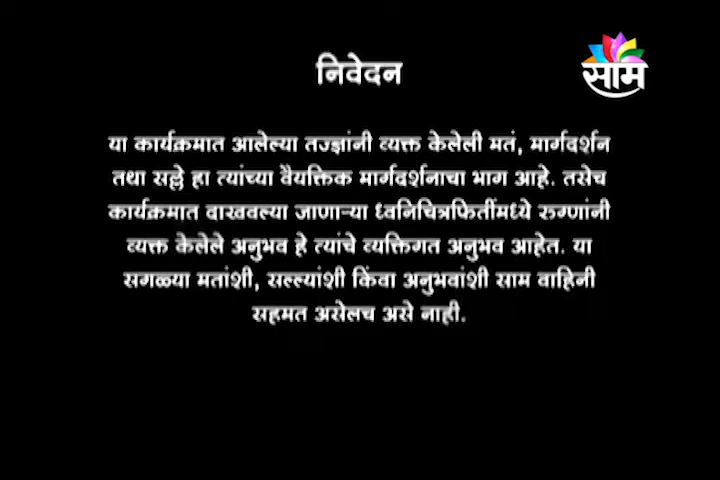 निवेदन
साम
या कार्यक्रमात आलेल्या तज्ज्ञांनी व्यक्त केलेली मतं, मार्गदर्शन
तथा सल्ले हा त्यांच्या वैयक्तिक मार्गदर्शनाचा भाग आहे. तसेच
कार्यक्रमात दाखवल्या जाणाऱ्या ध्वनिचित्रफितींमध्ये रुग्णांनी
व्यक्त केलेले अनुभव हे त्यांचे व्यक्तिगत अनुभव आहेत. या
सगळ्या मतांशी, सल्ल्यांशी किंवा अनुभवांशी साम वाहिनी
सहमत असेलच असे नाही.